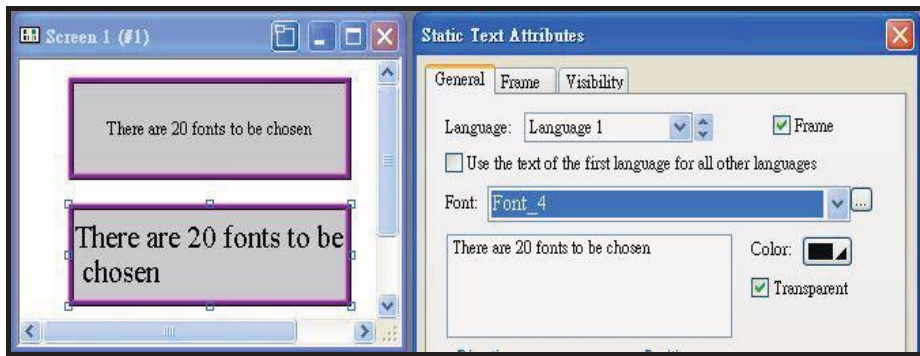 Screen 1 (#1)
There are 20 fonts to be chosen
There are 20 fonts to be
chosen
Static Text Attributes
General Frame Visibility
Language: Language 1 Frame
Use the text of the first language for all other languages
Font: Font_4 ...
There are 20 fonts to be chosen
Color:
Transparent